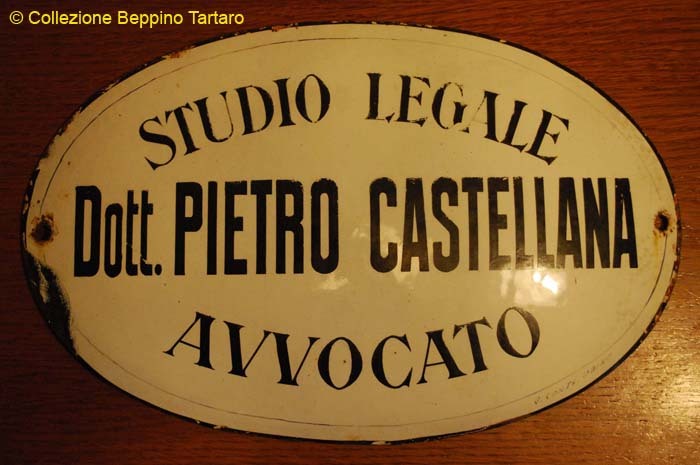 © Collezione Beppino Tartaro
STUDIO LEGALE
Dott. PIETRO CASTELLANA
AVVOCATO